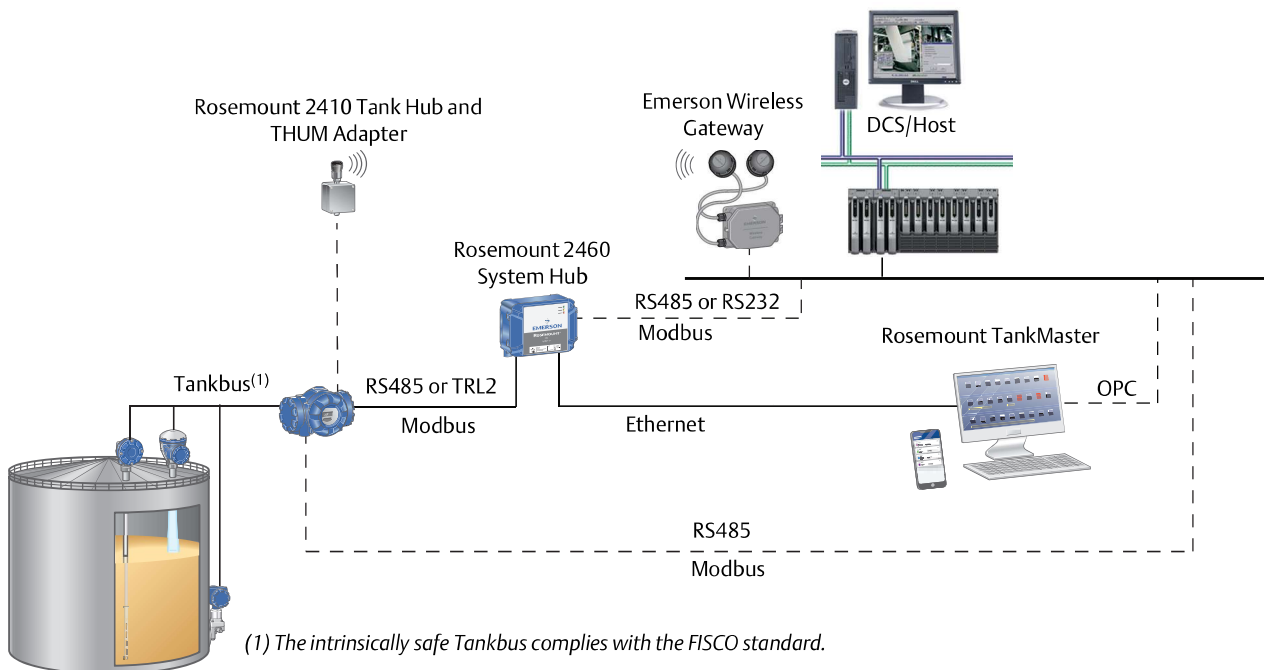 Rosemount 2410 Tank Hub and
THUM Adapter
Emerson Wireless
Gateway
DCS/Host
Rosemount 2460
System Hub
EMERSON
RS485 or RS232
Modbus
Rosemount TankMaster
Tankbus(1)
RS485 or TRL2
Modbus
Ethernet
OPC
RS485
Modbus
(1) The intrinsically safe Tankbus complies with the FISCO standard.